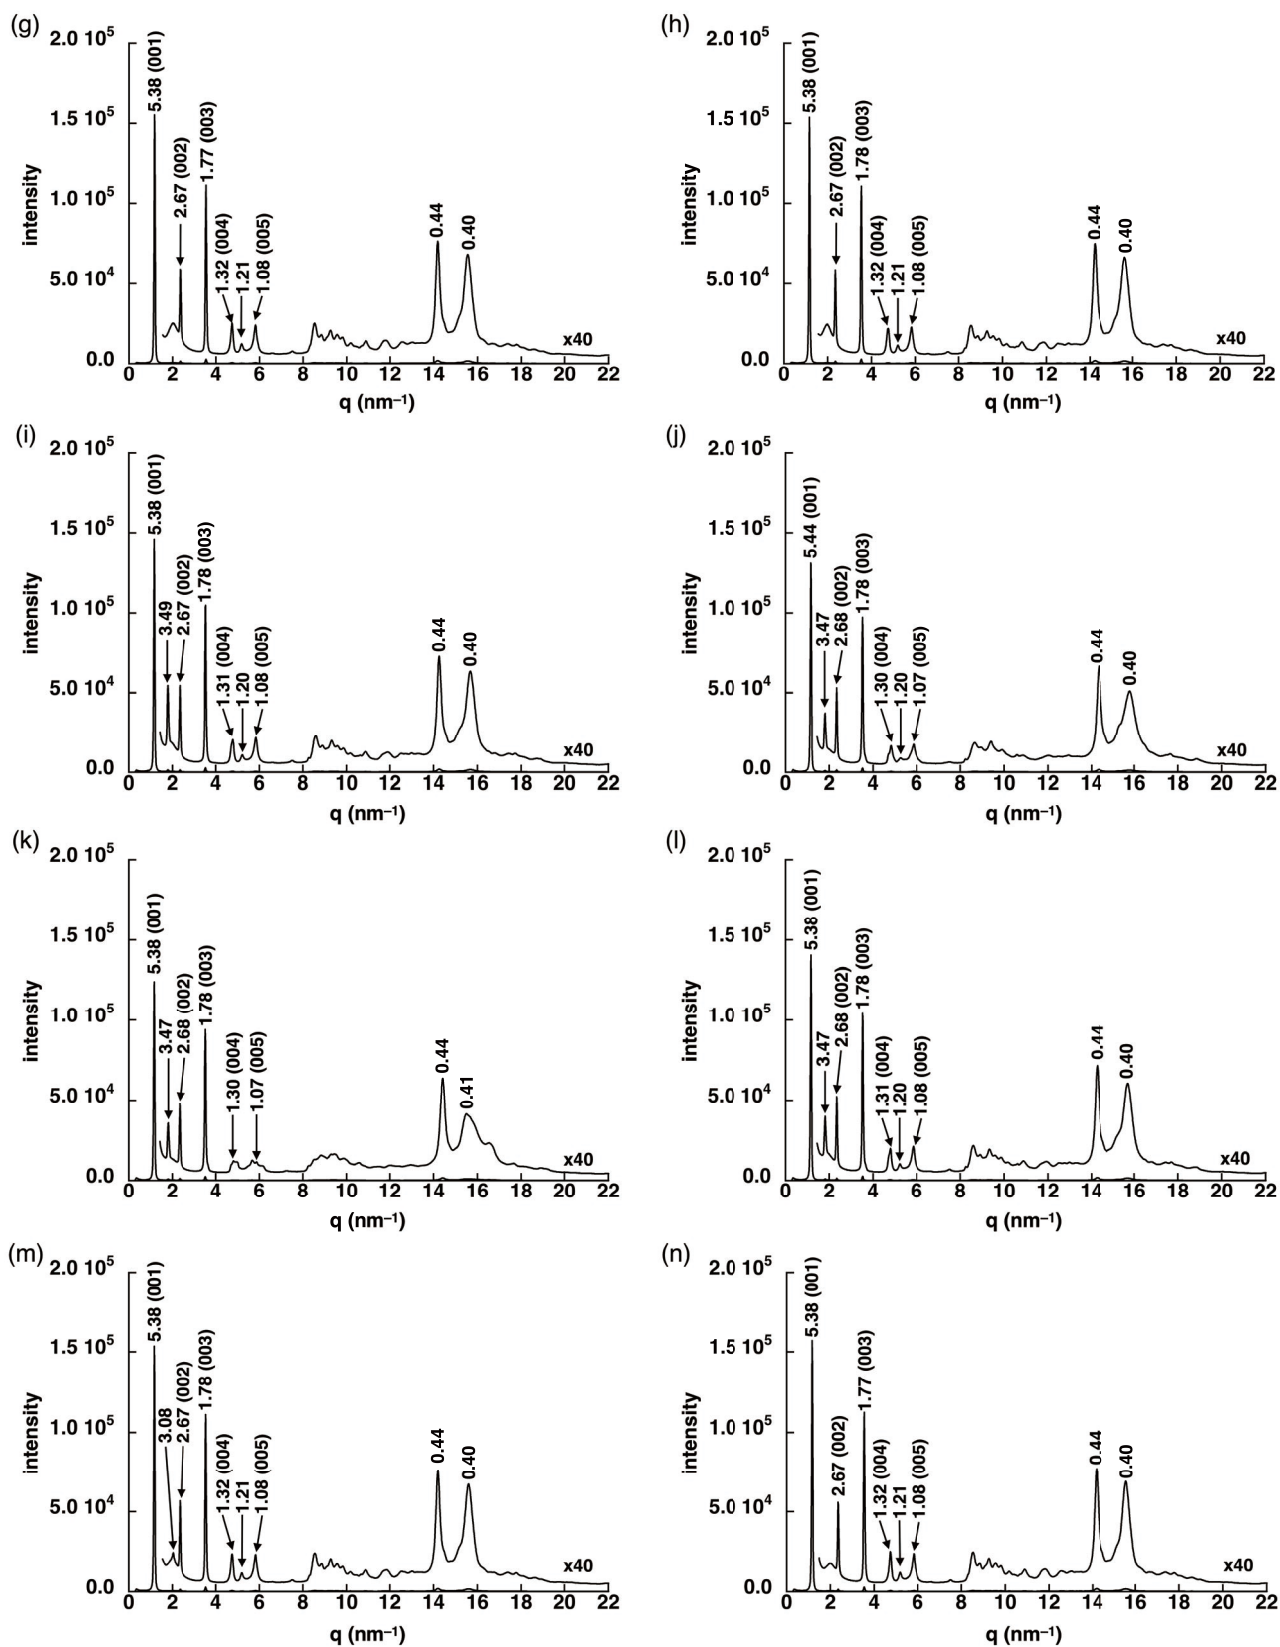 (g)
2.0 10⁵
1.5 10⁵
1.0 10⁵
5.0 10⁴
0.0
intensity
5.38 (001)
2.67 (002)
1.77 (003)
1.32 (004)
1.21
1.08 (005)
0.44
0.40
x40
0 2 4 6 8 10 12 14 16 18 20 22
q (nm⁻¹)
(h)
2.0 10⁵
1.5 10⁵
1.0 10⁵
5.0 10⁴
0.0
intensity
5.38 (001)
2.67 (002)
1.78 (003)
1.32 (004)
1.21
1.08 (005)
0.44
0.40
x40
0 2 4 6 8 10 12 14 16 18 20 22
q (nm⁻¹)
(i)
2.0 10⁵
1.5 10⁵
1.0 10⁵
5.0 10⁴
0.0
intensity
5.38 (001)
3.49
2.67 (002)
1.78 (003)
1.31 (004)
1.20
1.08 (005)
0.44
0.40
x40
0 2 4 6 8 10 12 14 16 18 20 22
q (nm⁻¹)
(j)
2.0 10⁵
1.5 10⁵
1.0 10⁵
5.0 10⁴
0.0
intensity
5.44 (001)
3.47
2.68 (002)
1.78 (003)
1.30 (004)
1.20
1.07 (005)
0.44
0.40
x40
0 2 4 6 8 10 12 14 16 18 20 22
q (nm⁻¹)
(k)
2.0 10⁵
1.5 10⁵
1.0 10⁵
5.0 10⁴
0.0
intensity
5.38 (001)
3.47
2.68 (002)
1.78 (003)
1.30 (004)
1.07 (005)
0.44
0.41
x40
0 2 4 6 8 10 12 14 16 18 20 22
q (nm⁻¹)
(l)
2.0 10⁵
1.5 10⁵
1.0 10⁵
5.0 10⁴
0.0
intensity
5.38 (001)
3.47
2.68 (002)
1.78 (003)
1.31 (004)
1.20
1.08 (005)
0.44
0.40
x40
0 2 4 6 8 10 12 14 16 18 20 22
q (nm⁻¹)
(m)
2.0 10⁵
1.5 10⁵
1.0 10⁵
5.0 10⁴
0.0
intensity
5.38 (001)
3.08
2.67 (002)
1.78 (003)
1.32 (004)
1.21
1.08 (005)
0.44
0.40
x40
0 2 4 6 8 10 12 14 16 18 20 22
q (nm⁻¹)
(n)
2.0 10⁵
1.5 10⁵
1.0 10⁵
5.0 10⁴
0.0
intensity
5.38 (001)
2.67 (002)
1.77 (003)
1.32 (004)
1.21
1.08 (005)
0.44
0.40
x40
0 2 4 6 8 10 12 14 16 18 20 22
q (nm⁻¹)